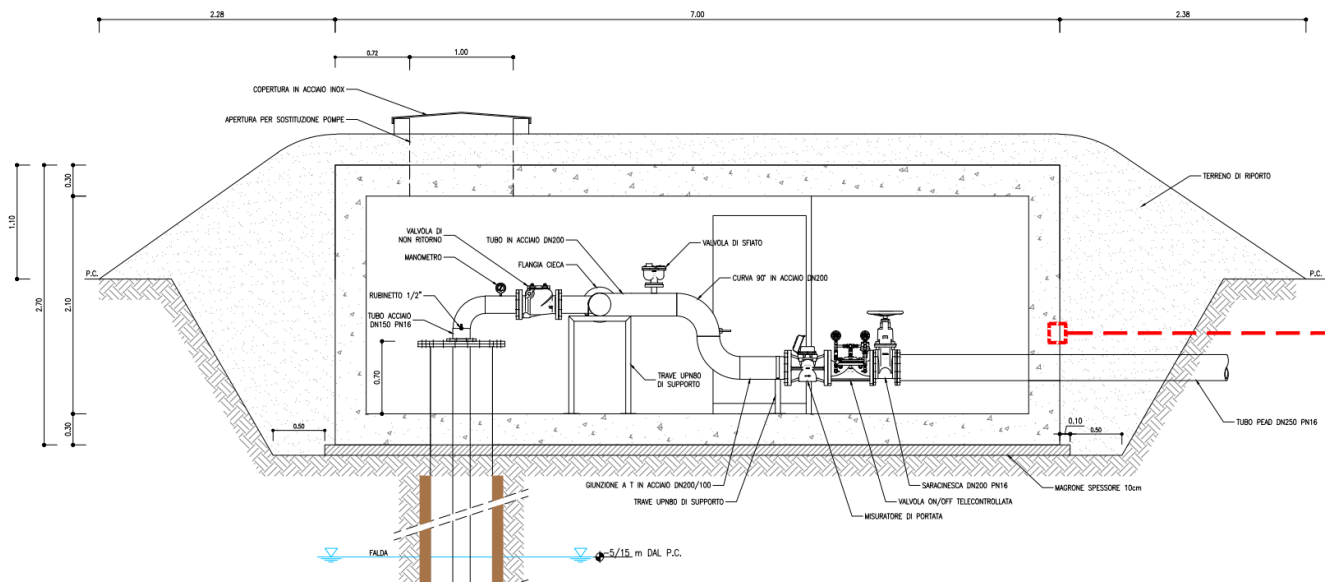 2.28
7.00
2.38
0.72
1.00
COPERTURA IN ACCIAIO INOX
APERTURA PER SOSTITUZIONE POMPE
0.30
1.10
TERRENO DI RIPORTO
VALVOLA DI
NON RITORNO
TUBO IN ACCIAIO DN200
VALVOLA DI SFIATO
MANOMETRO
FLANGIA CIECA
CURVA 90° IN ACCIAIO DN200
P.C.
P.C.
RUBINETTO 1/2"
2.70
2.10
TUBO ACCIAIO
DN150 PN16
0.70
TRAVE UPN80
DI SUPPORTO
0.30
0.50
0.10
0.50
TUBO PEAD DN250 PN16
GIUNZIONE A T IN ACCIAIO DN200/100
SARACINESCA DN200 PN16
MAGRONE SPESSORE 10cm
TRAVE UPN80 DI SUPPORTO
VALVOLA ON/OFF TELECONTROLLATA
MISURATORE DI PORTATA
FALDA
-5/15 m DAL P.C.